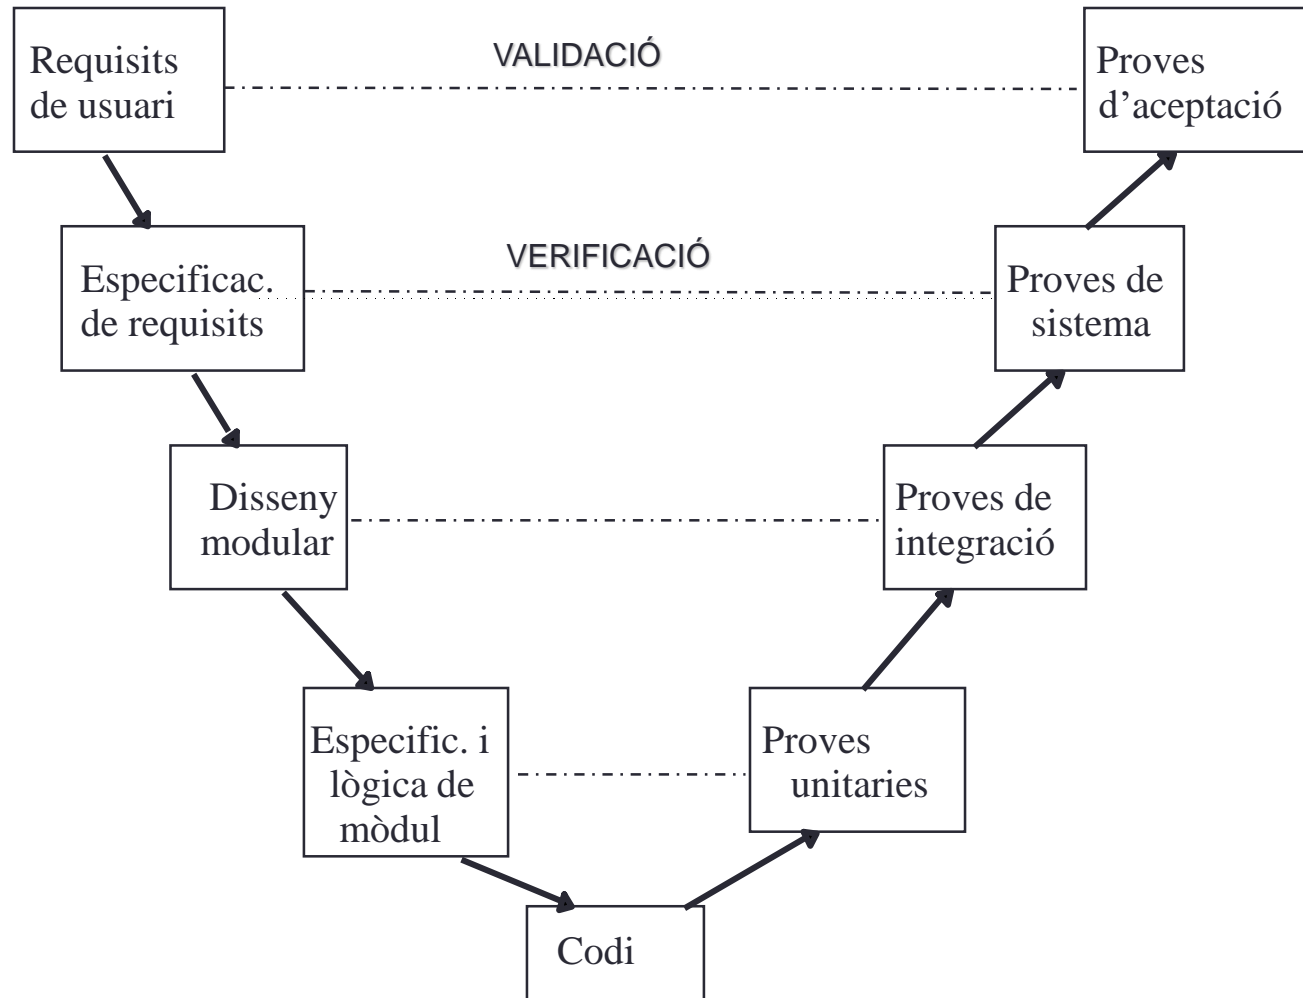 Requisits
de usuari
VALIDACIÓ
Proves
d’aceptació
Especificac.
de requisits
VERIFICACIÓ
Proves de
sistema
Disseny
modular
Proves de
integració
Especific. i
lògica de
mòdul
Proves
unitaries
Codi